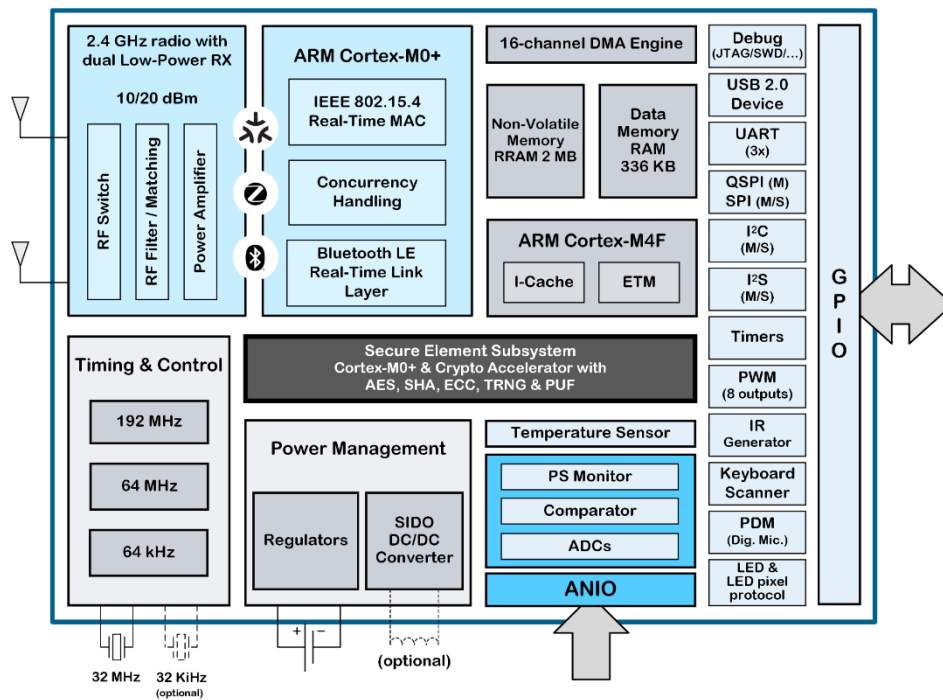 2.4 GHz radio with
dual Low-Power RX
10/20 dBm
RF Switch
RF Filter / Matching
Power Amplifier
ARM Cortex-M0+
IEEE 802.15.4
Real-Time MAC
Concurrency
Handling
Bluetooth LE
Real-Time Link
Layer
16-channel DMA Engine
Non-Volatile
Memory
RRAM 2 MB
Data
Memory
RAM
336 KB
ARM Cortex-M4F
I-Cache
ETM
Timing & Control
192 MHz
64 MHz
64 kHz
32 MHz
32 KiHz
(optional)
Secure Element Subsystem
Cortex-M0+ & Crypto Accelerator with
AES, SHA, ECC, TRNG & PUF
Power Management
Regulators
SIDO
DC/DC
Converter
+ −
(optional)
Temperature Sensor
PS Monitor
Comparator
ADCs
ANIO
Debug
(JTAG/SWD/...)
USB 2.0
Device
UART
(3x)
QSPI (M)
SPI (M/S)
I²C
(M/S)
I²S
(M/S)
Timers
PWM
(8 outputs)
IR
Generator
Keyboard
Scanner
PDM
(Dig. Mic.)
LED &
LED pixel
protocol
GPIO